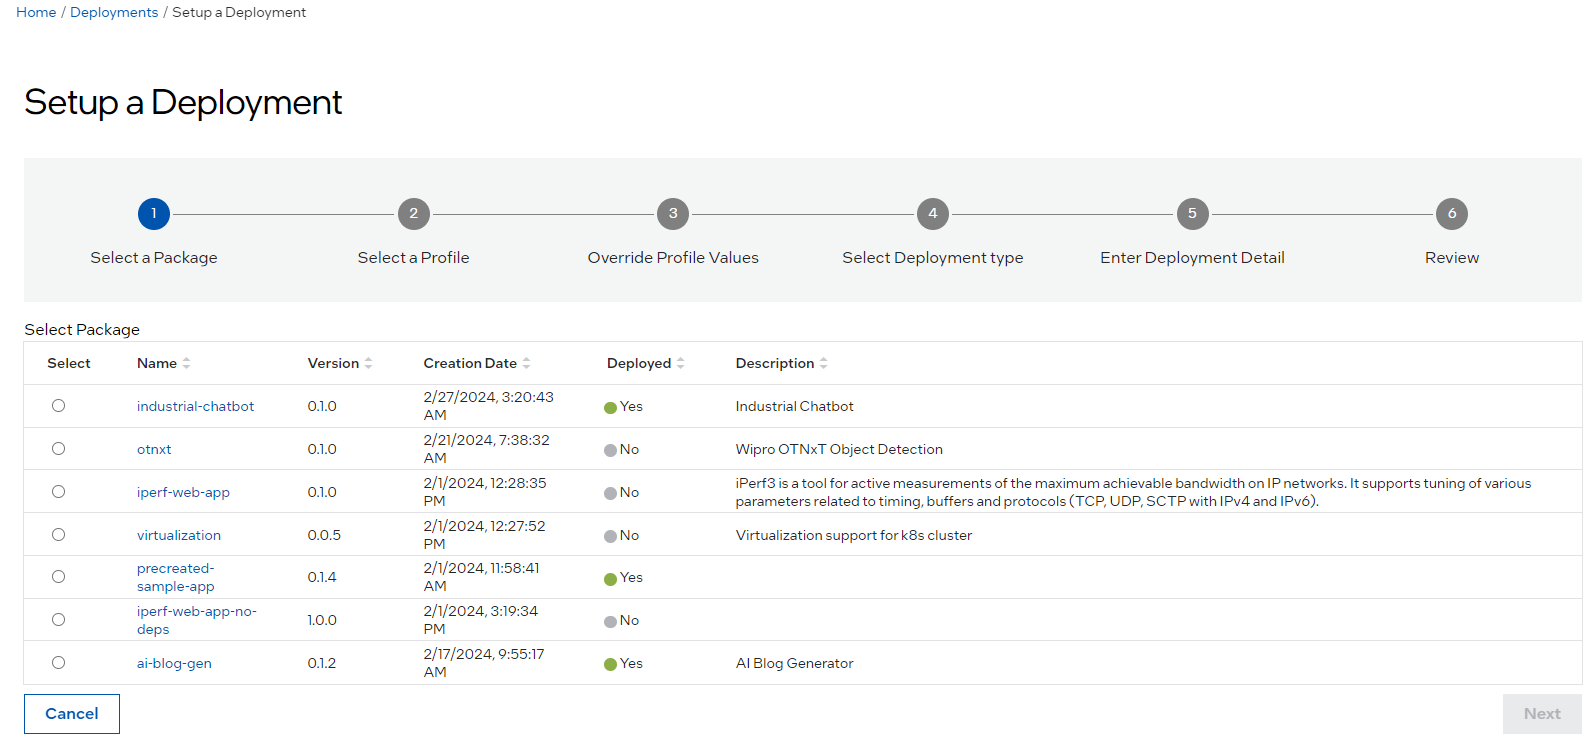 Home / Deployments / Setup a Deployment
Setup a Deployment
1 2 3 4 5 6
Select a Package Select a Profile Override Profile Values Select Deployment type Enter Deployment Detail Review
Select Package
Select Name Version Creation Date Deployed Description
industrial-chatbot 0.1.0 2/27/2024, 3:20:43 AM Yes Industrial Chatbot
otnxt 0.1.0 2/21/2024, 7:38:32 AM No Wipro OTNxT Object Detection
iperf-web-app 0.1.0 2/1/2024, 12:28:35 PM No iPerf3 is a tool for active measurements of the maximum achievable bandwidth on IP networks. It supports tuning of various
parameters related to timing, buffers and protocols (TCP, UDP, SCTP with IPv4 and IPv6).
virtualization 0.0.5 2/1/2024, 12:27:52 PM No Virtualization support for k8s cluster
precreated-
sample-app 0.1.4 2/1/2024, 11:58:41 AM Yes
iperf-web-app-no-
deps 1.0.0 2/1/2024, 3:19:34 PM No
ai-blog-gen 0.1.2 2/17/2024, 9:55:17 AM Yes AI Blog Generator
Cancel Next